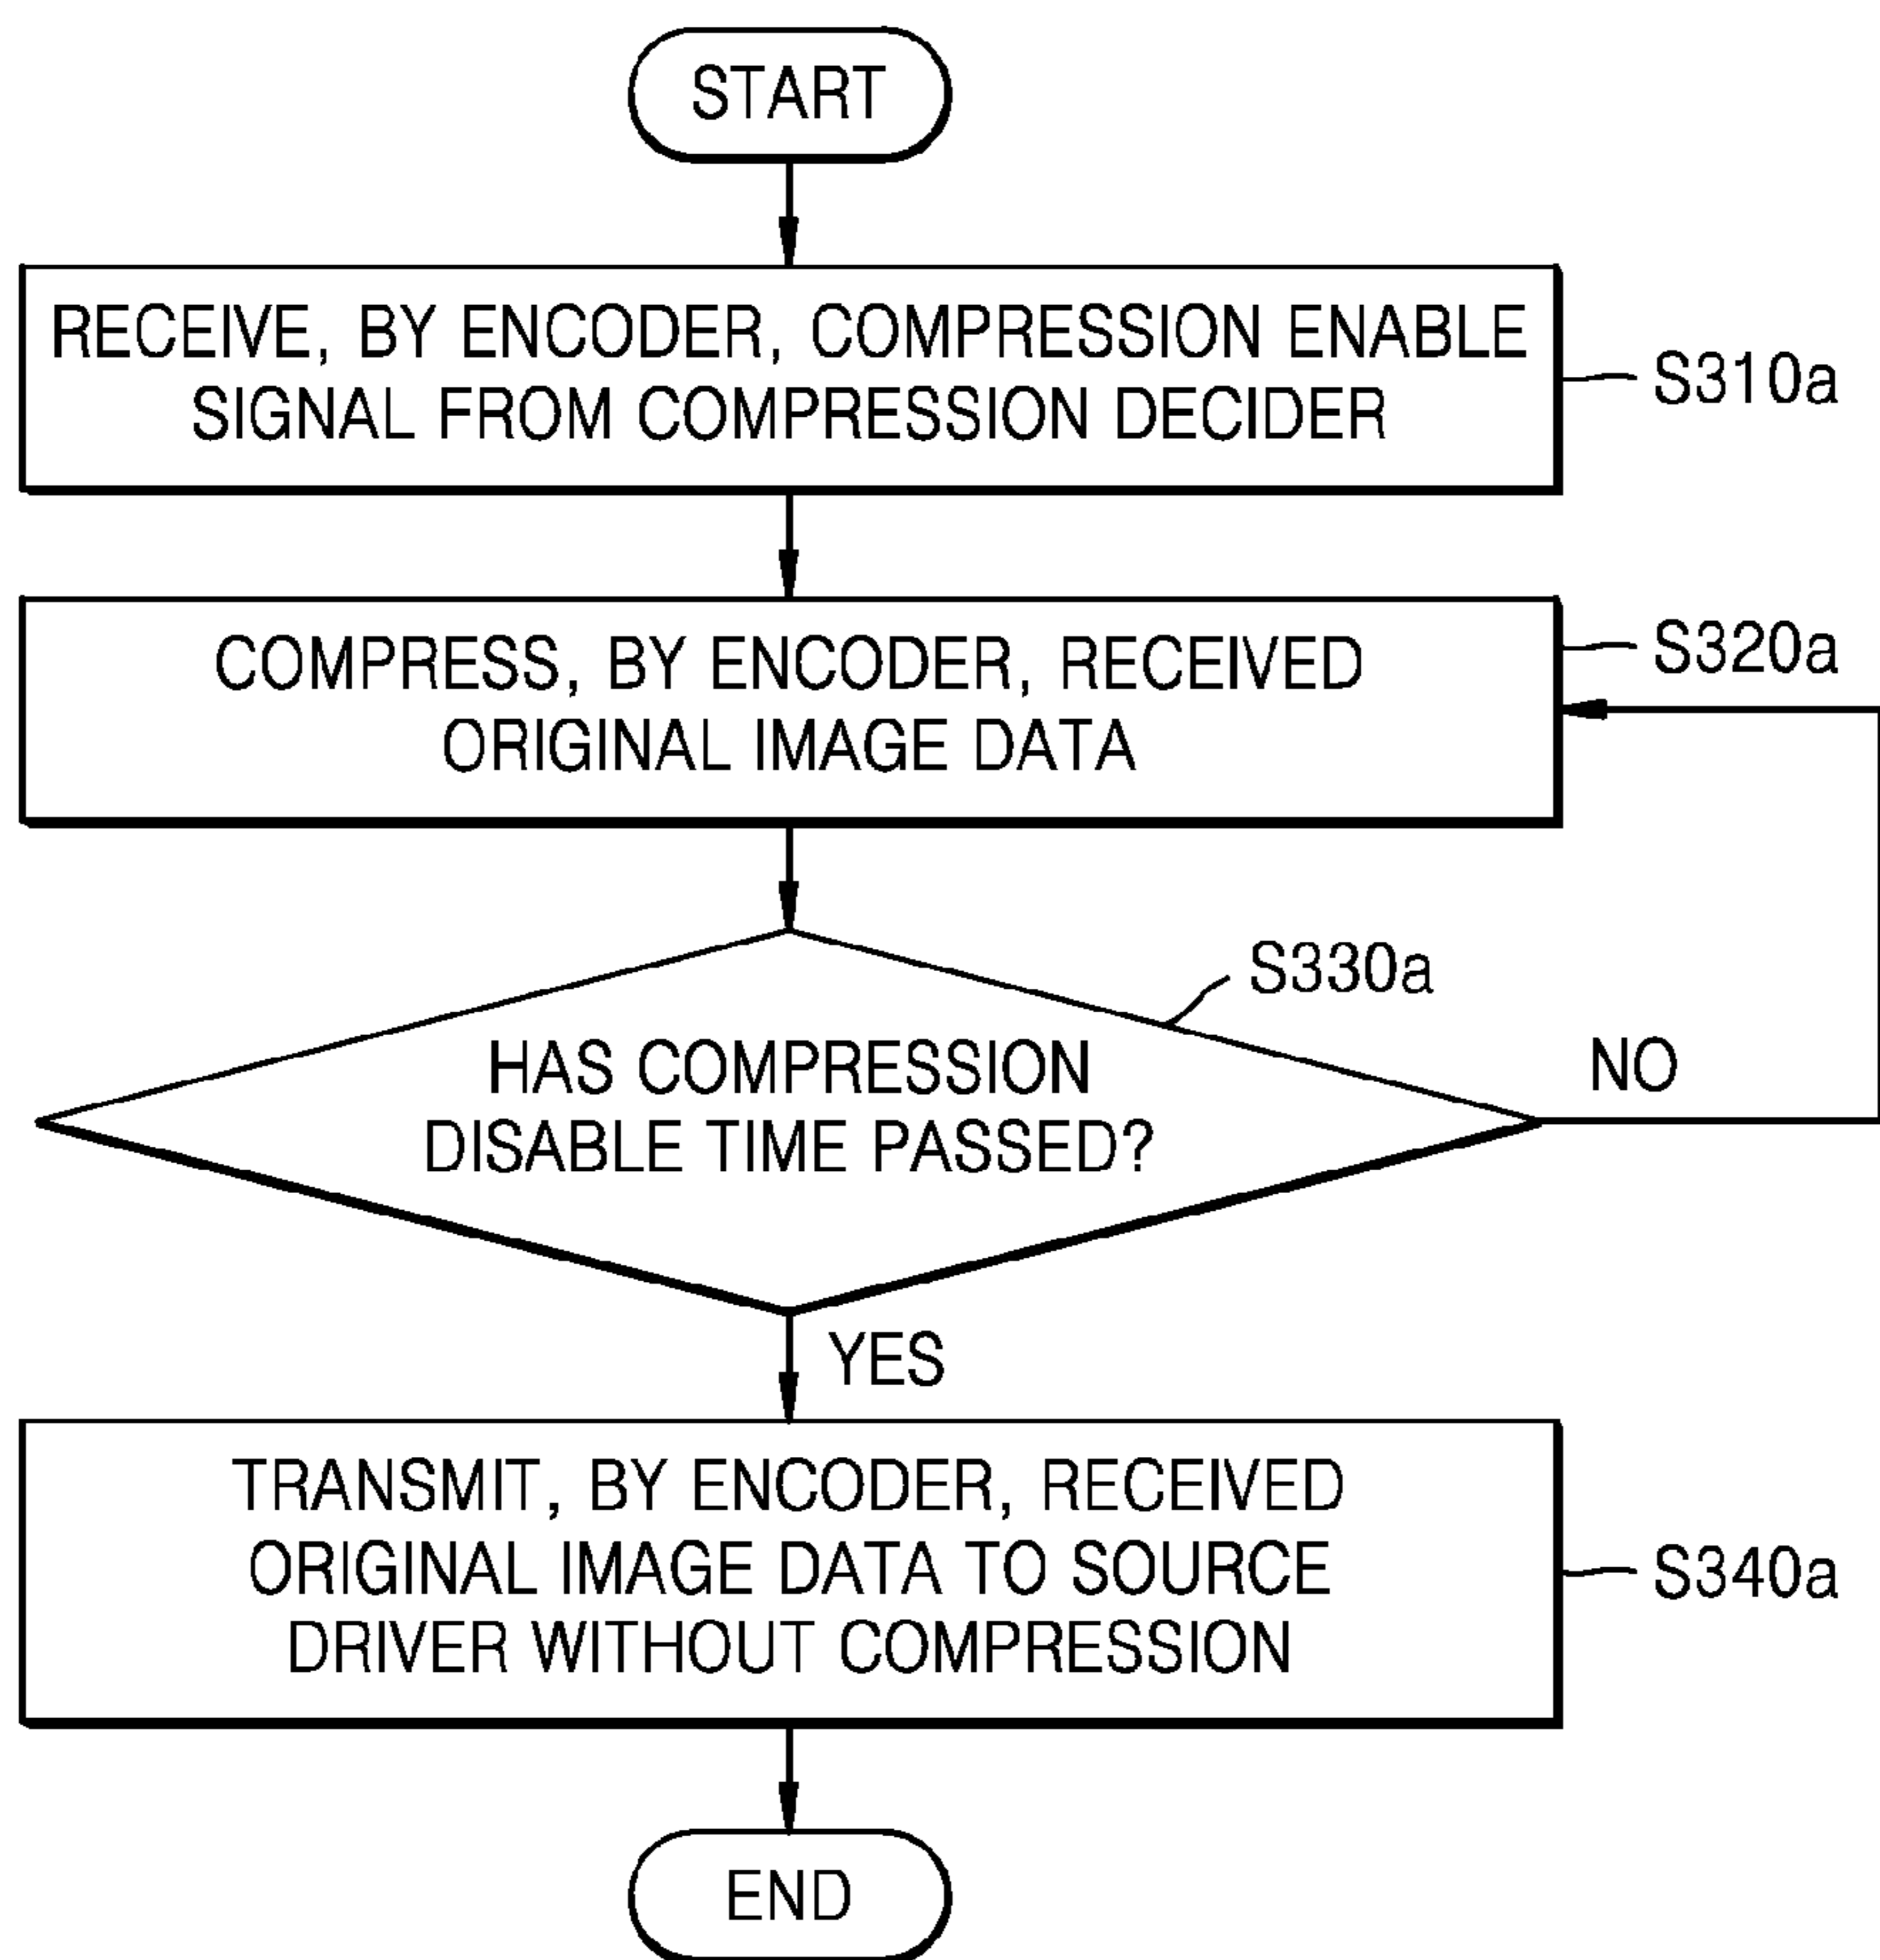 START
RECEIVE, BY ENCODER, COMPRESSION ENABLE
SIGNAL FROM COMPRESSION DECIDER
S310a
COMPRESS, BY ENCODER, RECEIVED
ORIGINAL IMAGE DATA
S320a
HAS COMPRESSION
DISABLE TIME PASSED?
S330a
NO
YES
TRANSMIT, BY ENCODER, RECEIVED
ORIGINAL IMAGE DATA TO SOURCE
DRIVER WITHOUT COMPRESSION
S340a
END